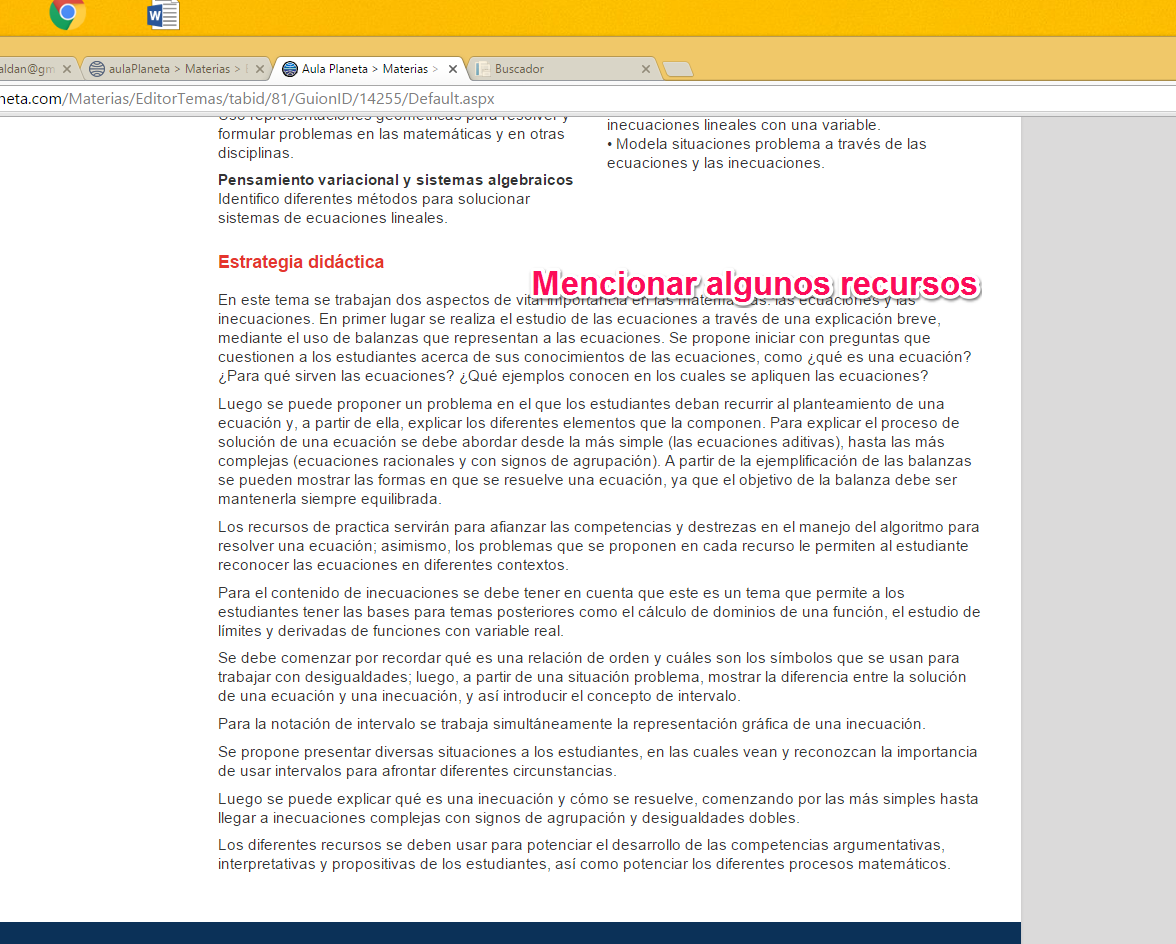 W
aldan@gm
aulaPlaneta > Materias >
Aula Planeta > Materias >
Buscador
neta.com/Materias/EditorTemas/tabid/81/GuionID/14255/Default.aspx
Uso representaciones geométricas para resolver y
formular problemas en las matemáticas y en otras
disciplinas.
Pensamiento variacional y sistemas algebraicos
Identifico diferentes métodos para solucionar
sistemas de ecuaciones lineales.
inecuaciones lineales con una variable.
• Modela situaciones problema a través de las
ecuaciones y las inecuaciones.
Estrategia didáctica
Mencionar algunos recursos
En este tema se trabajan dos aspectos de vital importancia en las matemáticas: las ecuaciones y las
inecuaciones. En primer lugar se realiza el estudio de las ecuaciones a través de una explicación breve,
mediante el uso de balanzas que representan a las ecuaciones. Se propone iniciar con preguntas que
cuestionen a los estudiantes acerca de sus conocimientos de las ecuaciones, como ¿qué es una ecuación?
¿Para qué sirven las ecuaciones? ¿Qué ejemplos conocen en los cuales se apliquen las ecuaciones?
Luego se puede proponer un problema en el que los estudiantes deban recurrir al planteamiento de una
ecuación y, a partir de ella, explicar los diferentes elementos que la componen. Para explicar el proceso de
solución de una ecuación se debe abordar desde la más simple (las ecuaciones aditivas), hasta las más
complejas (ecuaciones racionales y con signos de agrupación). A partir de la ejemplificación de las balanzas
se pueden mostrar las formas en que se resuelve una ecuación, ya que el objetivo de la balanza debe ser
mantenerla siempre equilibrada.
Los recursos de practica servirán para afianzar las competencias y destrezas en el manejo del algoritmo para
resolver una ecuación; asimismo, los problemas que se proponen en cada recurso le permiten al estudiante
reconocer las ecuaciones en diferentes contextos.
Para el contenido de inecuaciones se debe tener en cuenta que este es un tema que permite a los
estudiantes tener las bases para temas posteriores como el cálculo de dominios de una función, el estudio de
límites y derivadas de funciones con variable real.
Se debe comenzar por recordar qué es una relación de orden y cuáles son los símbolos que se usan para
trabajar con desigualdades; luego, a partir de una situación problema, mostrar la diferencia entre la solución
de una ecuación y una inecuación, y así introducir el concepto de intervalo.
Para la notación de intervalo se trabaja simultáneamente la representación gráfica de una inecuación.
Se propone presentar diversas situaciones a los estudiantes, en las cuales vean y reconozcan la importancia
de usar intervalos para afrontar diferentes circunstancias.
Luego se puede explicar qué es una inecuación y cómo se resuelve, comenzando por las más simples hasta
llegar a inecuaciones complejas con signos de agrupación y desigualdades dobles.
Los diferentes recursos se deben usar para potenciar el desarrollo de las competencias argumentativas,
interpretativas y propositivas de los estudiantes, así como potenciar los diferentes procesos matemáticos.